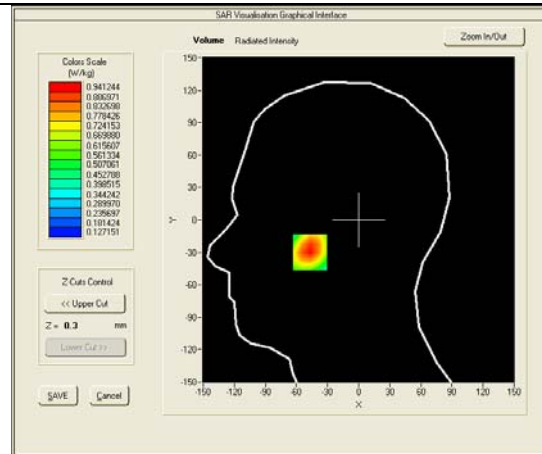 SAR Visualisation Graphical Interface
Volume Radiated Intensity
Zoom In/Out
Colors Scale
(W/kg)
0.941244
0.886971
0.832698
0.778426
0.724153
0.669880
0.615607
0.561334
0.507061
0.452788
0.398515
0.344242
0.289970
0.235697
0.181424
0.127151
Z Cuts Control
<< Upper Cut
Z = 0.3 mm
Lower Cut >>
SAVE Cancel
150-
120-
90-
60-
30-
0-
-30-
-60-
-90-
-120-
-150-
Y
-150 -120 -90 -60 -30 0 30 60 90 120 150
X